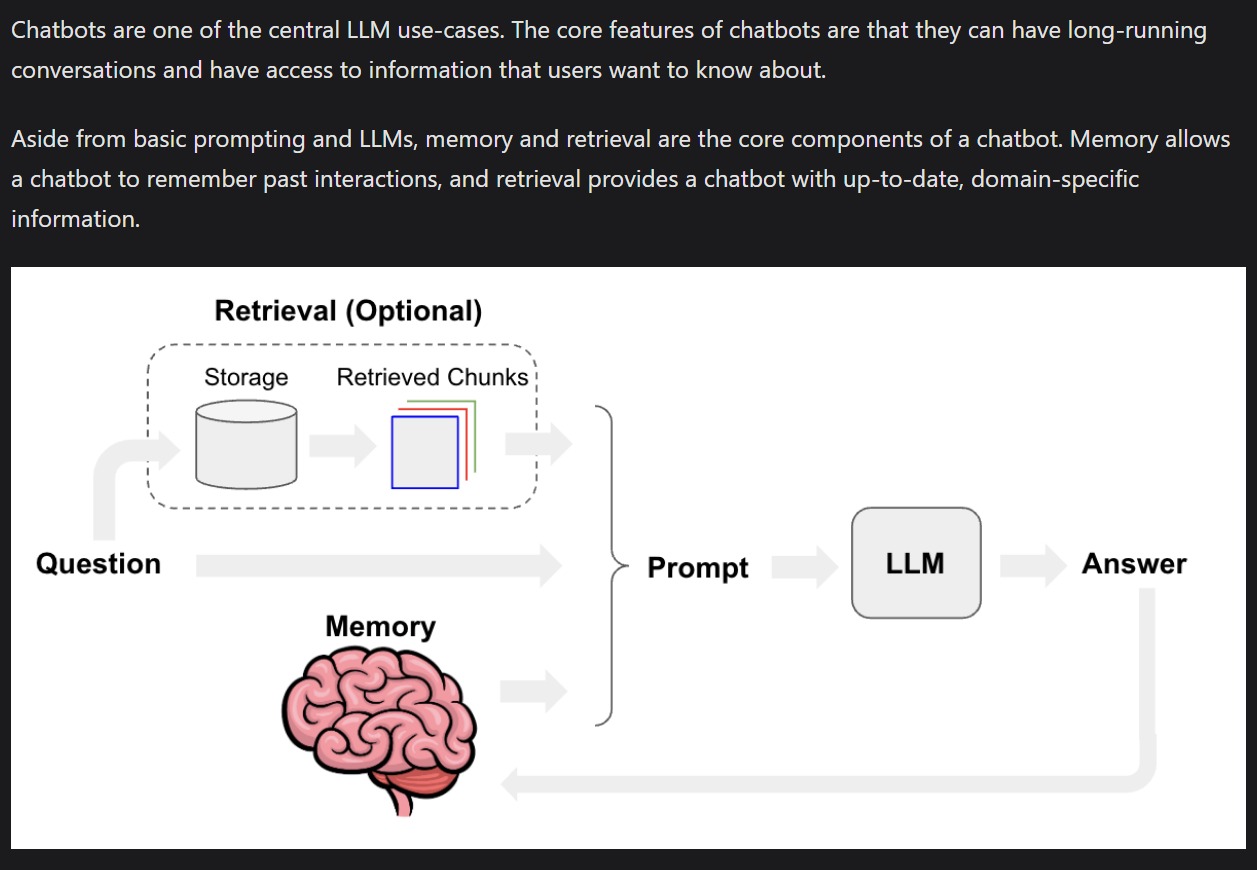 Chatbots are one of the central LLM use-cases. The core features of chatbots are that they can have long-running
conversations and have access to information that users want to know about.
Aside from basic prompting and LLMs, memory and retrieval are the core components of a chatbot. Memory allows
a chatbot to remember past interactions, and retrieval provides a chatbot with up-to-date, domain-specific
information.
Retrieval (Optional)
Storage
Retrieved Chunks
Question
Prompt
LLM
Answer
Memory